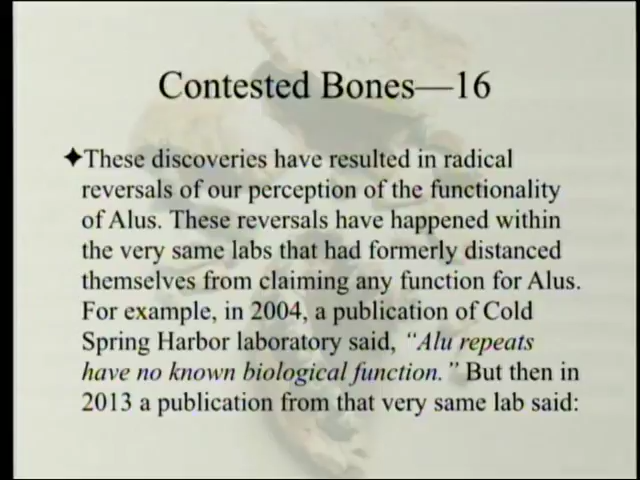 Contested Bones—16
✦These discoveries have resulted in radical
reversals of our perception of the functionality
of Alus. These reversals have happened within
the very same labs that had formerly distanced
themselves from claiming any function for Alus.
For example, in 2004, a publication of Cold
Spring Harbor laboratory said, “Alu repeats
have no known biological function.” But then in
2013 a publication from that very same lab said: